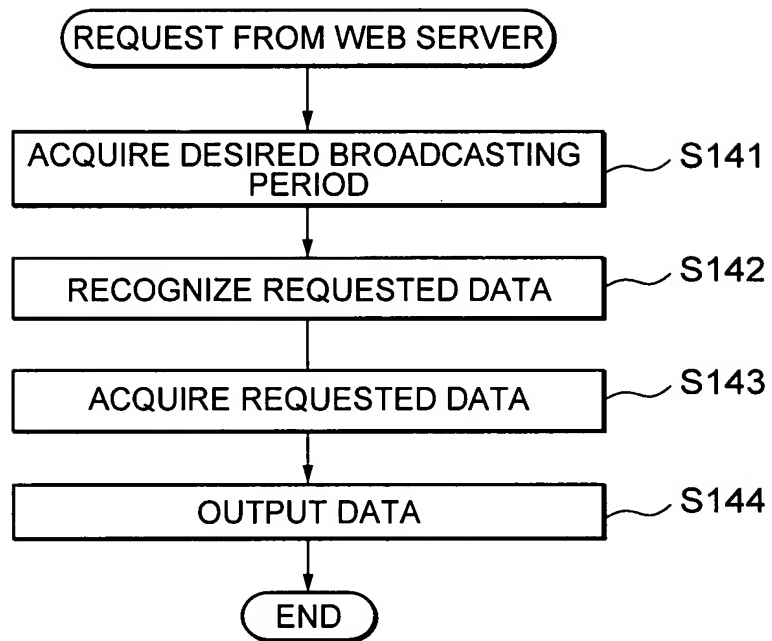 REQUEST FROM WEB SERVER
ACQUIRE DESIRED BROADCASTING
PERIOD
S141
RECOGNIZE REQUESTED DATA
S142
ACQUIRE REQUESTED DATA
S143
OUTPUT DATA
S144
END